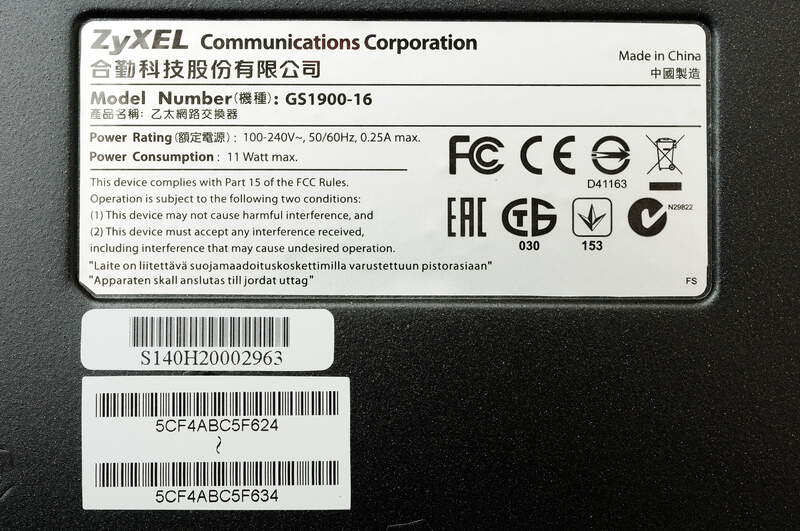 ZyXEL Communications Corporation
合勤科技股份有限公司
Made in China
中國製造
Model Number(機種): GS1900-16
產品名稱: 乙太網路交換器
Power Rating(額定電源): 100-240V~, 50/60Hz, 0.25A max.
Power Consumption : 11 Watt max.
FC CE
D41163
This device complies with Part 15 of the FCC Rules.
Operation is subject to the following two conditions:
(1) This device may not cause harmful interference, and
(2) This device must accept any interference received,
including interference that may cause undesired operation.
EAC
030
153
N29822
"Laite on liitettävä suojamaadoituskoskettimilla varustettuun pistorasiaan"
"Apparaten skall anslutas till jordat uttag"
FS
S140H20002963
5CF4ABC5F624
~
5CF4ABC5F634